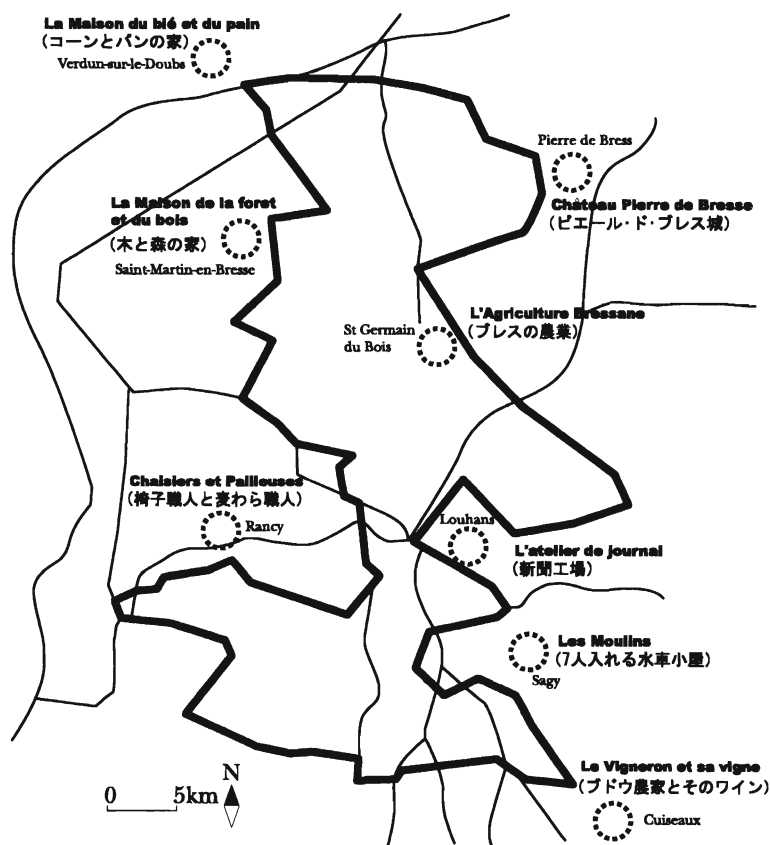 La Maison du blé et du pain
(コーンとパンの家)
Verdun-sur-le-Doubs
Pierre de Bress
Château Pierre de Bresse
(ピエール・ド・ブレス城)
La Maison de la foret
et du bois
(木と森の家)
Saint-Martin-en-Bresse
L'Agriculture Bressane
(ブレスの農業)
St Germain
du Bois
Chaisiers et Pailleuses
(椅子職人と麦わら職人)
Rancy
Louhans
L'atelier de journal
(新聞工場)
Les Moulins
(7人入れる水車小屋)
Sagy
Le Vigneron et sa vigne
(ブドウ農家とそのワイン)
Cuiseaux
N
0 5km